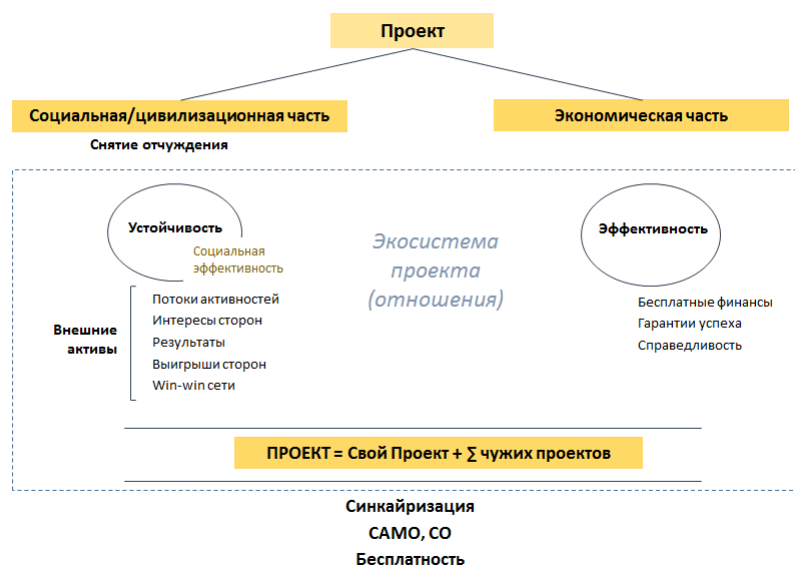 Проект
Социальная/цивилизационная часть
Экономическая часть
Снятие отчуждения
Устойчивость
Социальная
эффективность
Экосистема
проекта
(отношения)
Эффективность
Внешние
активы
Потоки активностей
Интересы сторон
Результаты
Выигрыши сторон
Win-win сети
Бесплатные финансы
Гарантии успеха
Справедливость
ПРОЕКТ = Свой Проект + ∑ чужих проектов
Синкайризация
САМО, СО
Бесплатность